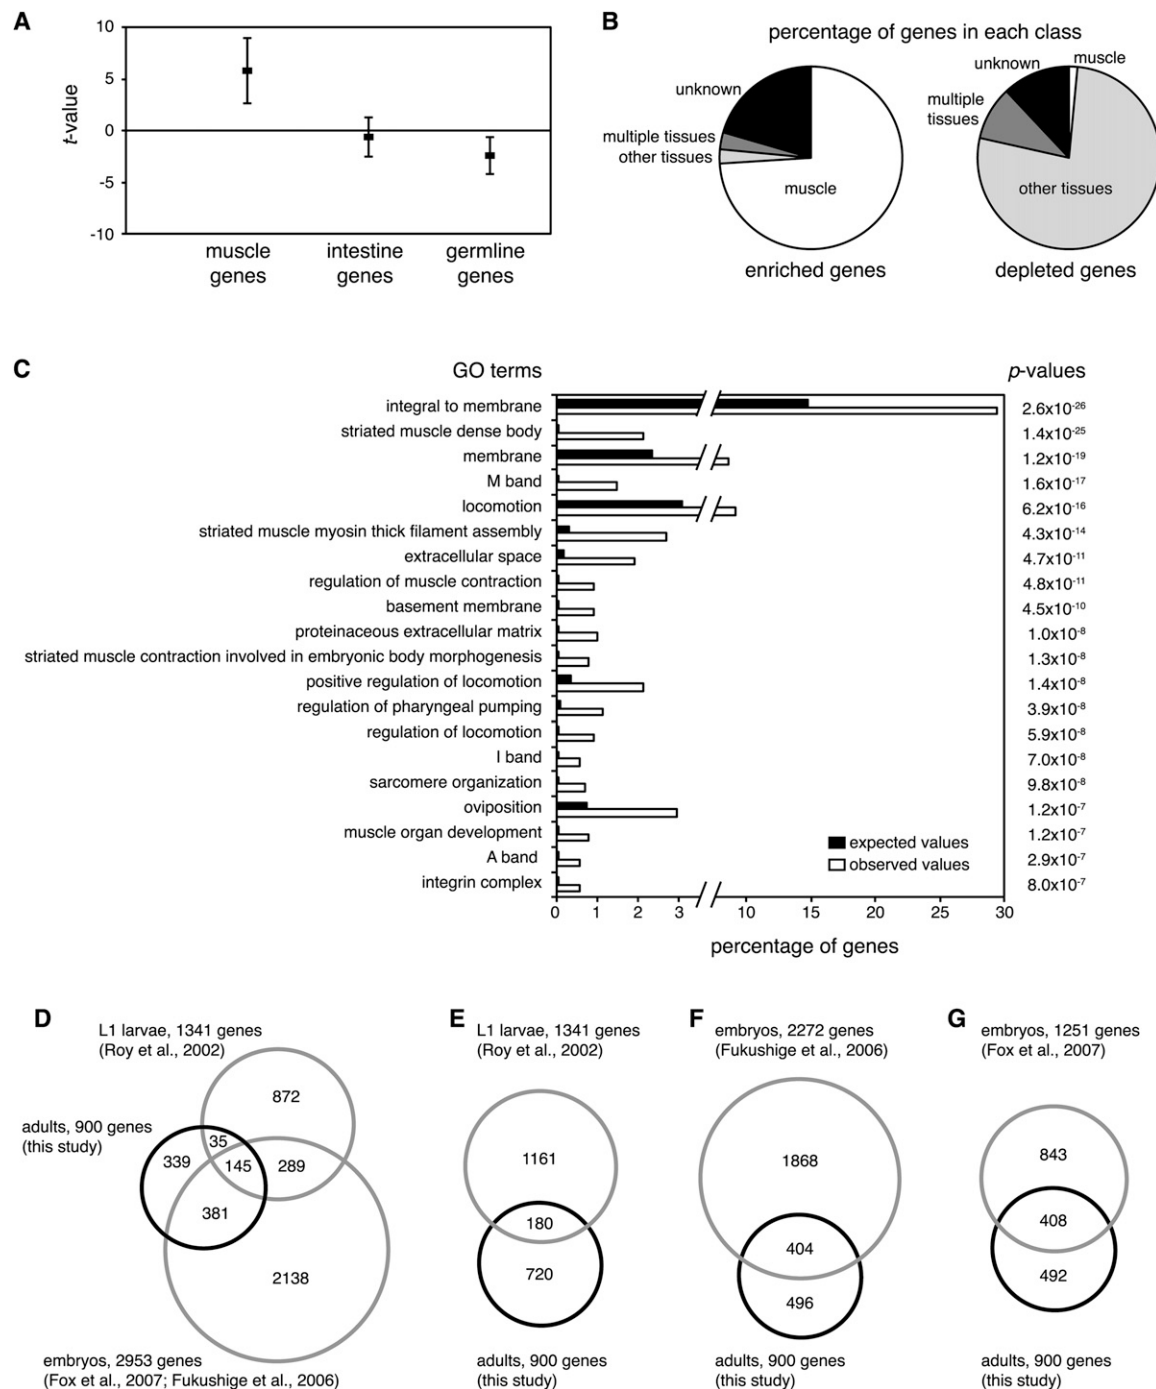 A
10
5
0
-5
-10
t-value
muscle
genes
intestine
genes
germline
genes
B
percentage of genes in each class
unknown
multiple tissues
other tissues
muscle
enriched genes
muscle
unknown
multiple
tissues
other tissues
depleted genes
C
GO terms
p-values
integral to membrane 2.6x10⁻²⁶
striated muscle dense body 1.4x10⁻²⁵
membrane 1.2x10⁻¹⁹
M band 1.6x10⁻¹⁷
locomotion 6.2x10⁻¹⁶
striated muscle myosin thick filament assembly 4.3x10⁻¹⁴
extracellular space 4.7x10⁻¹¹
regulation of muscle contraction 4.8x10⁻¹¹
basement membrane 4.5x10⁻¹⁰
proteinaceous extracellular matrix 1.0x10⁻⁸
striated muscle contraction involved in embryonic body morphogenesis 1.3x10⁻⁸
positive regulation of locomotion 1.4x10⁻⁸
regulation of pharyngeal pumping 3.9x10⁻⁸
regulation of locomotion 5.9x10⁻⁸
I band 7.0x10⁻⁸
sarcomere organization 9.8x10⁻⁸
oviposition 1.2x10⁻⁷
muscle organ development 1.2x10⁻⁷
A band 2.9x10⁻⁷
integrin complex 8.0x10⁻⁷
expected values
observed values
0 1 2 3 10 15 20 25 30
percentage of genes
D
L1 larvae, 1341 genes
(Roy et al., 2002)
872
adults, 900 genes
(this study)
35
339 145 289
381
2138
embryos, 2953 genes
(Fox et al., 2007; Fukushige et al., 2006)
E
L1 larvae, 1341 genes
(Roy et al., 2002)
1161
180
720
adults, 900 genes
(this study)
F
embryos, 2272 genes
(Fukushige et al., 2006)
1868
404
496
adults, 900 genes
(this study)
G
embryos, 1251 genes
(Fox et al., 2007)
843
408
492
adults, 900 genes
(this study)